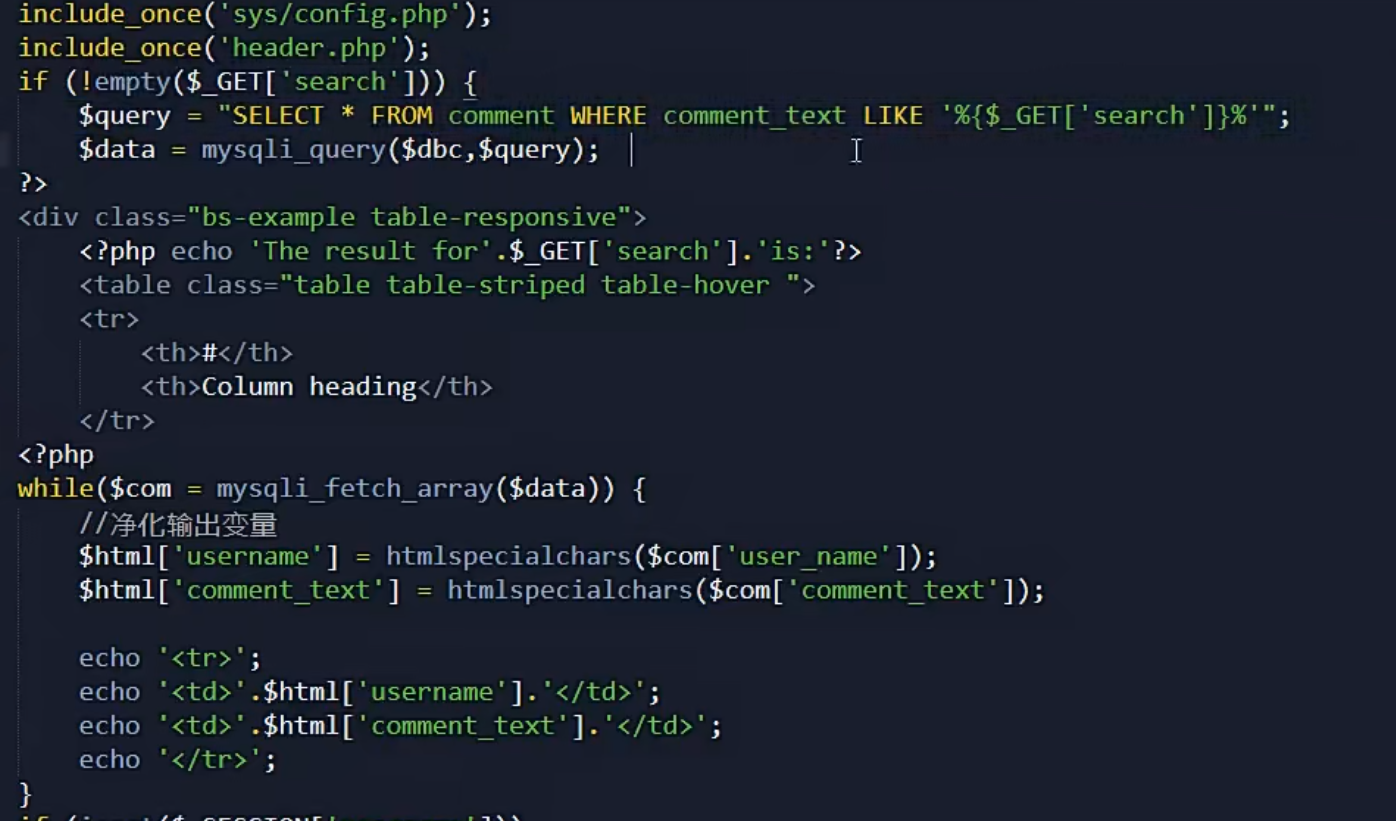 include_once('sys/config.php');
include_once('header.php');
if (!empty($_GET['search'])) {
    $query = "SELECT * FROM comment WHERE comment_text LIKE '%{$_GET['search']}%'";
    $data = mysqli_query($dbc,$query);
?>
<div class="bs-example table-responsive">
    <?php echo 'The result for'.$_GET['search'].'is:'?>
    <table class="table table-striped table-hover ">
    <tr>
        <th>#</th>
        <th>Column heading</th>
    </tr>
<?php
while($com = mysqli_fetch_array($data)) {
    //净化输出变量
    $html['username'] = htmlspecialchars($com['user_name']);
    $html['comment_text'] = htmlspecialchars($com['comment_text']);

    echo '<tr>';
    echo '<td>'.$html['username'].'</td>';
    echo '<td>'.$html['comment_text'].'</td>';
    echo '</tr>';
}